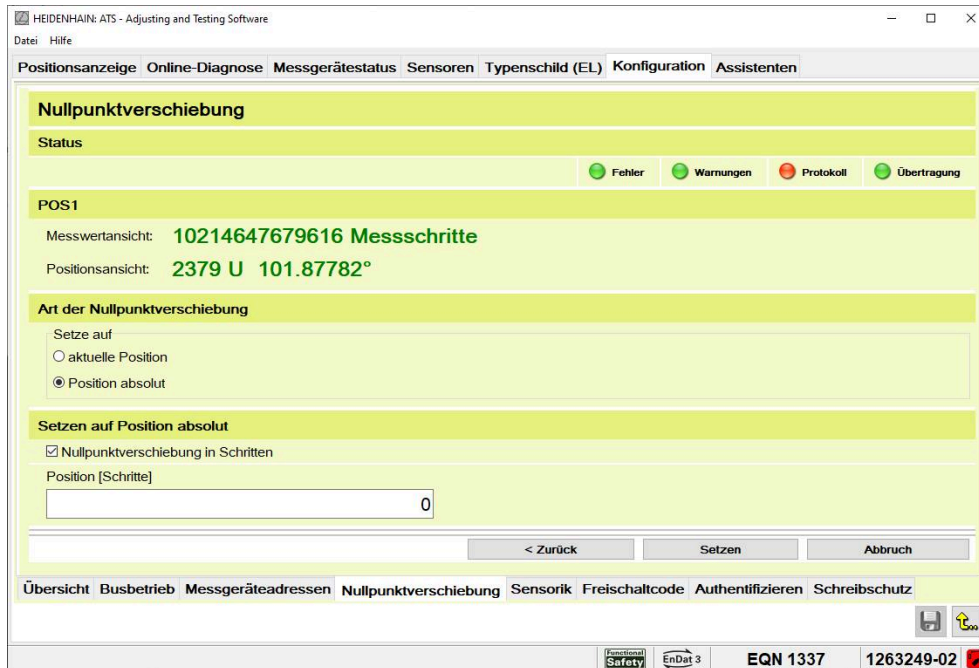 HEIDENHAIN: ATS - Adjusting and Testing Software
Datei Hilfe
Positionsanzeige Online-Diagnose Messgerätestatus Sensoren Typenschild (EL) Konfiguration Assistenten
Nullpunktverschiebung
Status
Fehler Warnungen Protokoll Übertragung
POS1
Messwertansicht: 10214647679616 Messschritte
Positionsansicht: 2379 U 101.87782°
Art der Nullpunktverschiebung
Setze auf
aktuelle Position
Position absolut
Setzen auf Position absolut
Nullpunktverschiebung in Schritten
Position [Schritte]
0
< Zurück Setzen Abbruch
Übersicht Busbetrieb Messgeräteadressen Nullpunktverschiebung Sensorik Freischaltcode Authentifizieren Schreibschutz
Functional Safety EnDat 3 EQN 1337 1263249-02